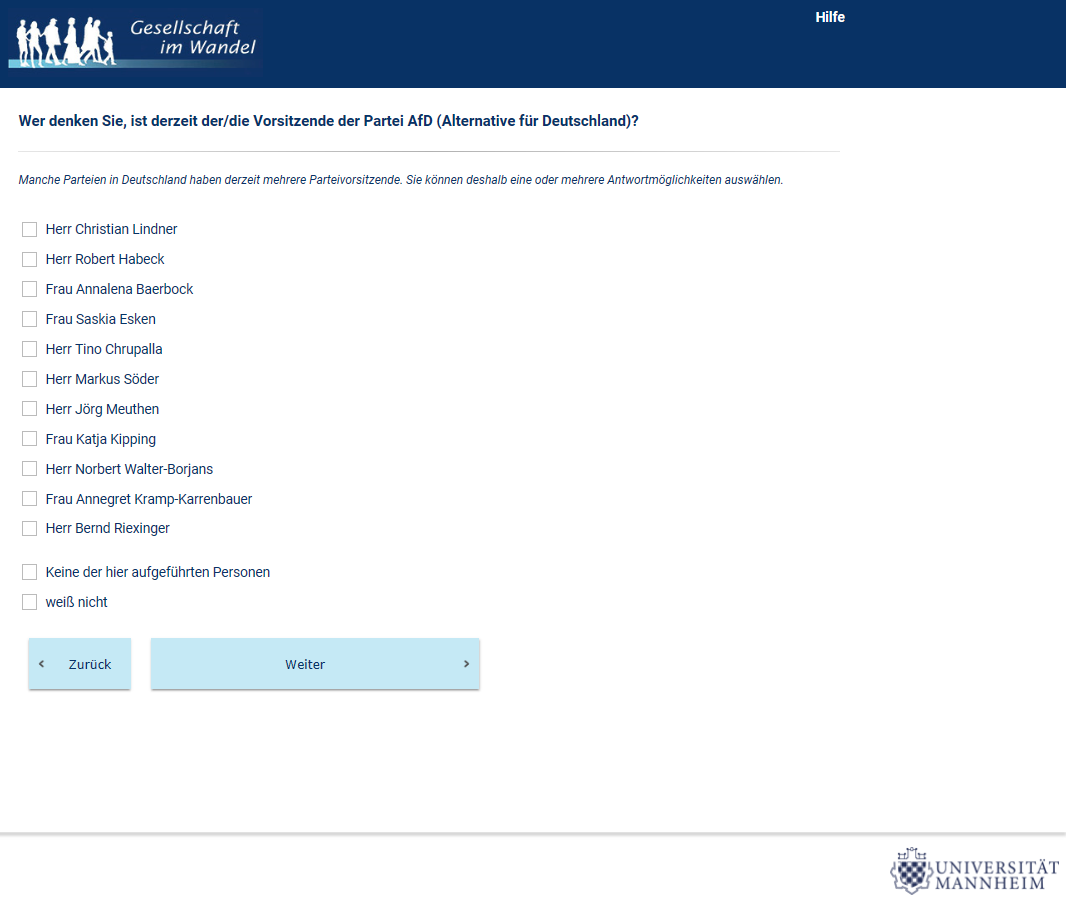 Gesellschaft
im Wandel
Hilfe
Wer denken Sie, ist derzeit der/die Vorsitzende der Partei AfD (Alternative für Deutschland)?
Manche Parteien in Deutschland haben derzeit mehrere Parteivorsitzende. Sie können deshalb eine oder mehrere Antwortmöglichkeiten auswählen.
Herr Christian Lindner
Herr Robert Habeck
Frau Annalena Baerbock
Frau Saskia Esken
Herr Tino Chrupalla
Herr Markus Söder
Herr Jörg Meuthen
Frau Katja Kipping
Herr Norbert Walter-Borjans
Frau Annegret Kramp-Karrenbauer
Herr Bernd Riexinger
Keine der hier aufgeführten Personen
weiß nicht
Zurück
Weiter
UNIVERSITÄT
MANNHEIM